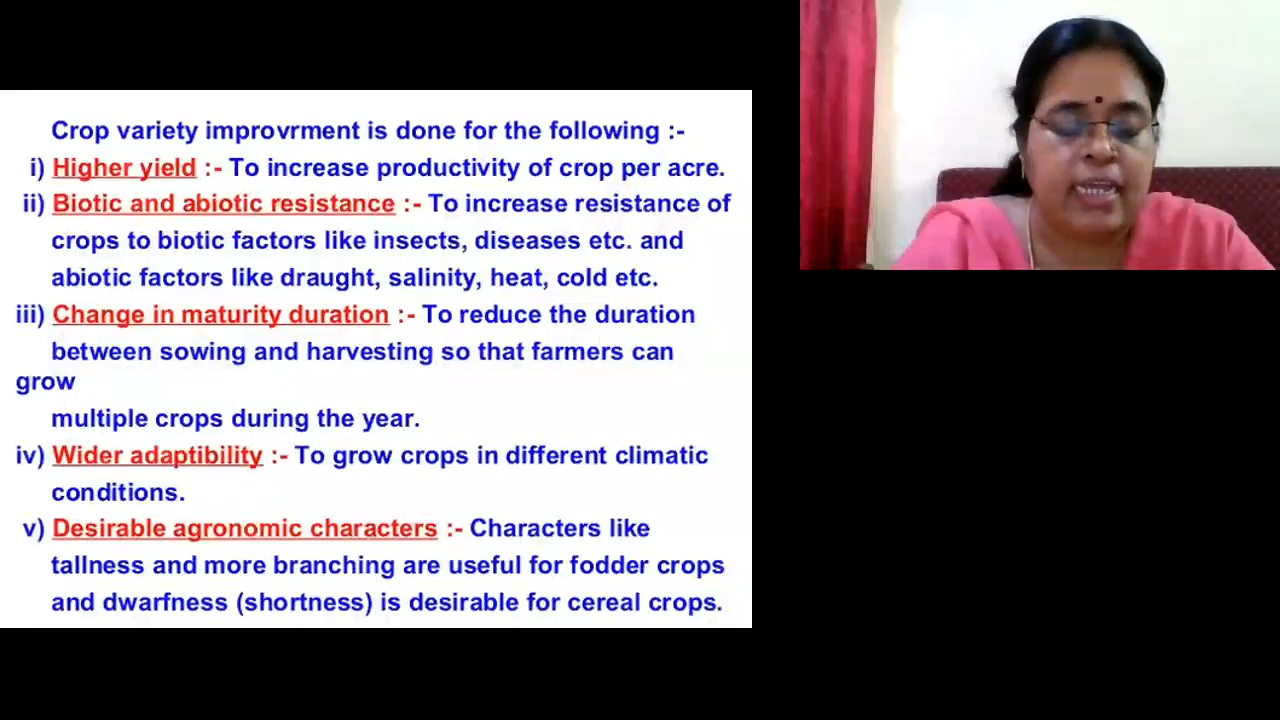 Crop variety improvrment is done for the following :-
i) Higher yield :- To increase productivity of crop per acre.
ii) Biotic and abiotic resistance :- To increase resistance of
crops to biotic factors like insects, diseases etc. and
abiotic factors like draught, salinity, heat, cold etc.
iii) Change in maturity duration :- To reduce the duration
between sowing and harvesting so that farmers can
grow
multiple crops during the year.
iv) Wider adaptibility :- To grow crops in different climatic
conditions.
v) Desirable agronomic characters :- Characters like
tallness and more branching are useful for fodder crops
and dwarfness (shortness) is desirable for cereal crops.